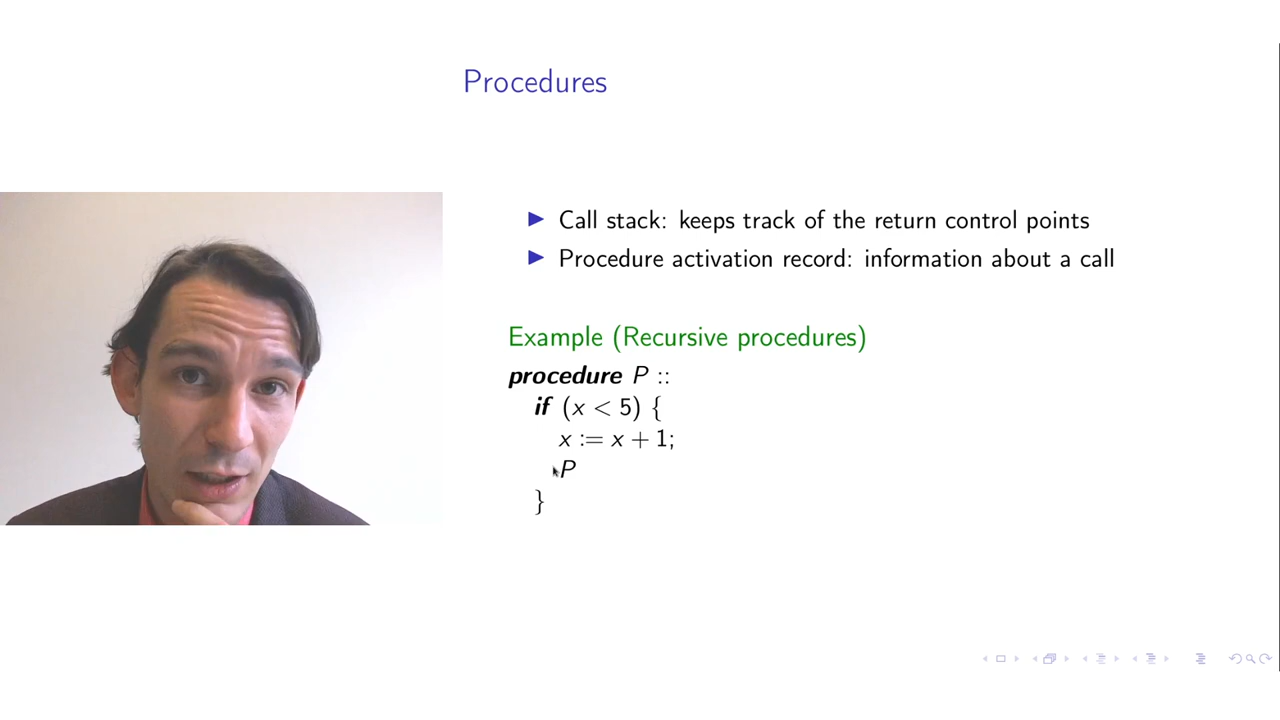 Procedures
▶ Call stack: keeps track of the return control points
▶ Procedure activation record: information about a call
Example (Recursive procedures)
procedure P ::
if (x < 5) {
x := x + 1;
P
}